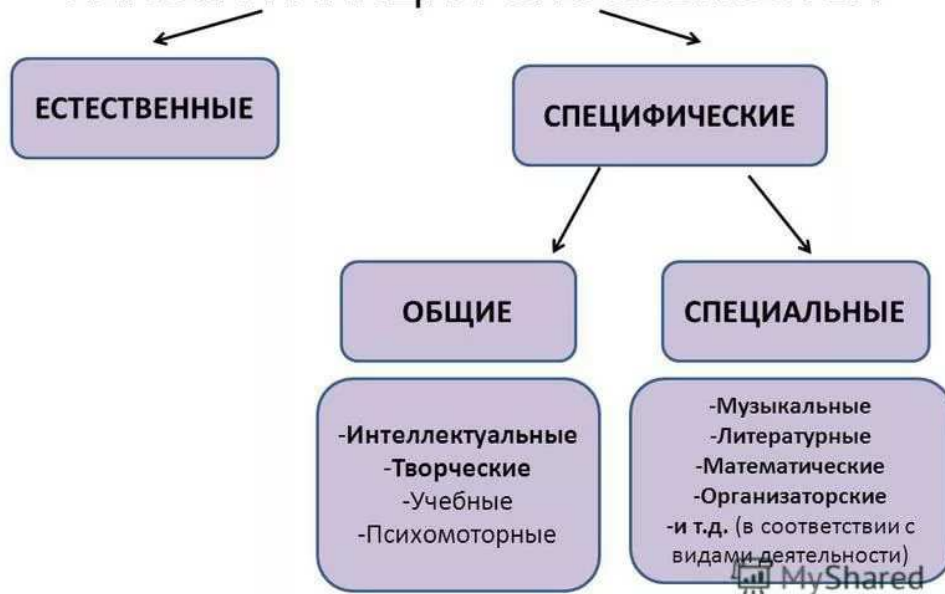 ЕСТЕСТВЕННЫЕ
СПЕЦИФИЧЕСКИЕ
ОБЩИЕ
СПЕЦИАЛЬНЫЕ
-Интеллектуальные
-Творческие
-Учебные
-Психомоторные
-Музыкальные
-Литературные
-Математические
-Организаторские
-и т.д. (в соответствии с
видами деятельности)
MyShared